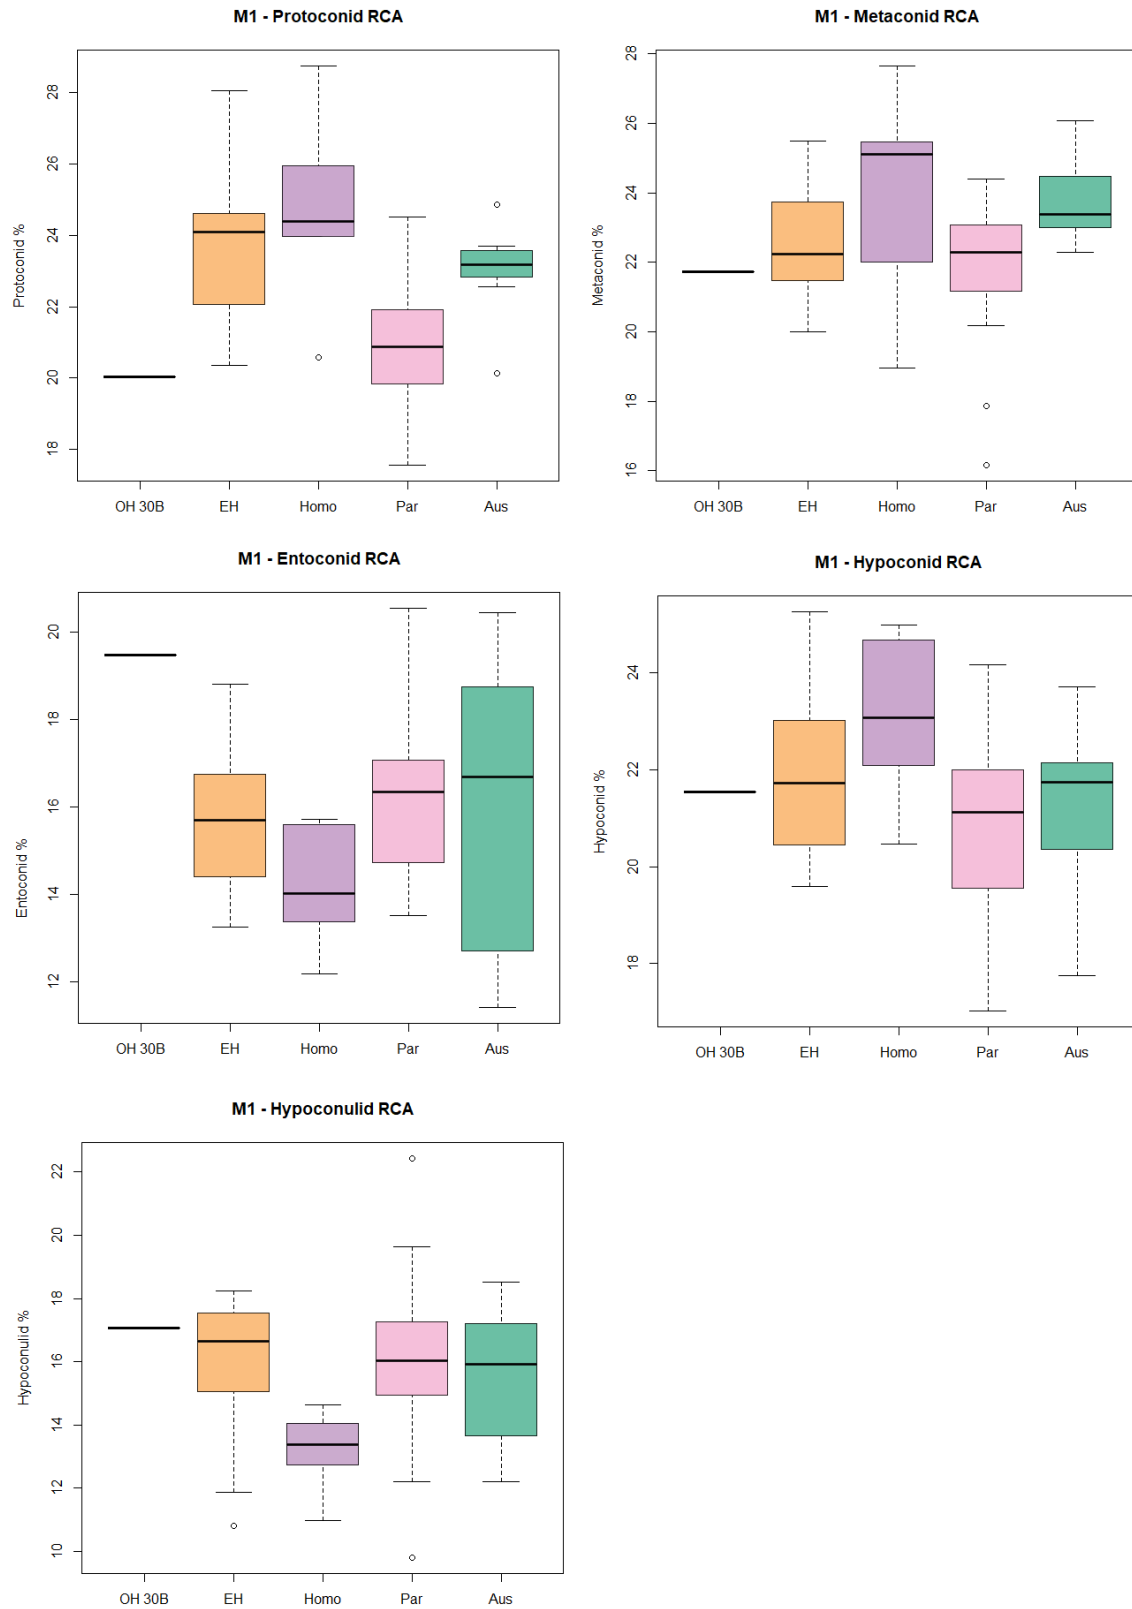 M1 - Protoconid RCA
Protoconid %
28
26
24
22
20
18
OH 30B EH Homo Par Aus
M1 - Metaconid RCA
Metaconid %
28
26
24
22
20
18
16
OH 30B EH Homo Par Aus
M1 - Entoconid RCA
Entoconid %
20
18
16
14
12
OH 30B EH Homo Par Aus
M1 - Hypoconid RCA
Hypoconid %
24
22
20
18
OH 30B EH Homo Par Aus
M1 - Hypoconulid RCA
Hypoconulid %
22
20
18
16
14
12
10
OH 30B EH Homo Par Aus